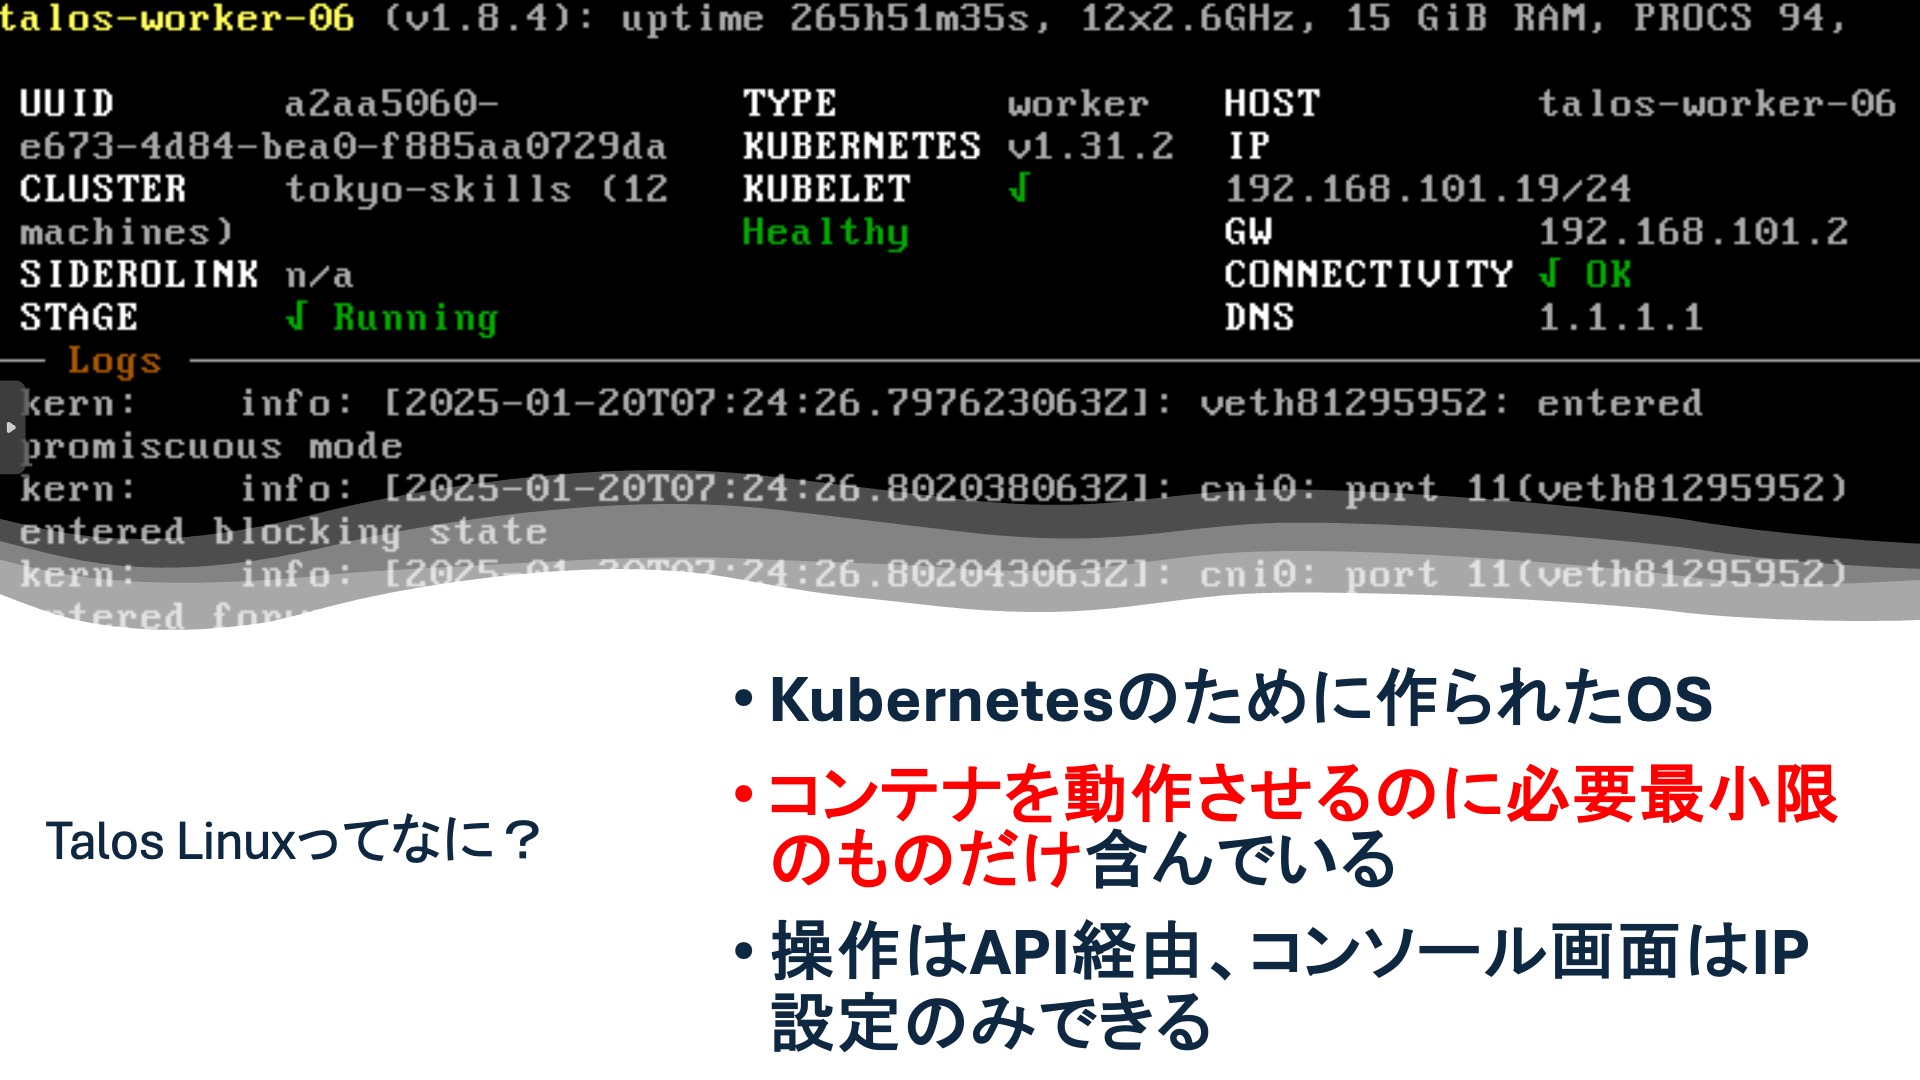 talos-worker-06 (v1.8.4): uptime 265h51m35s, 12x2.6GHz, 15 GiB RAM, PROCS 94,
UUID a2aa5060-
e673-4d84-bea0-f885aa0729da
CLUSTER tokyo-skills (12
machines)
SIDEROLINK n/a
STAGE √ Running
TYPE worker
KUBERNETES v1.31.2
KUBELET √
Healthy
HOST talos-worker-06
IP
192.168.101.19/24
GW 192.168.101.2
CONNECTIVITY √ OK
DNS 1.1.1.1
Logs
kern: info: [2025-01-20T07:24:26.797623063Z]: veth81295952: entered
promiscuous mode
kern: info: [2025-01-20T07:24:26.802038063Z]: cni0: port 11(veth81295952)
entered blocking state
kern: info: [2025-01-20T07:24:26.802043063Z]: cni0: port 11(veth81295952)
entered
Talos Linuxってなに？
• Kubernetesのために作られたOS
• コンテナを動作させるのに必要最小限
のものだけ含んでいる
• 操作はAPI経由、コンソール画面はIP
設定のみできる